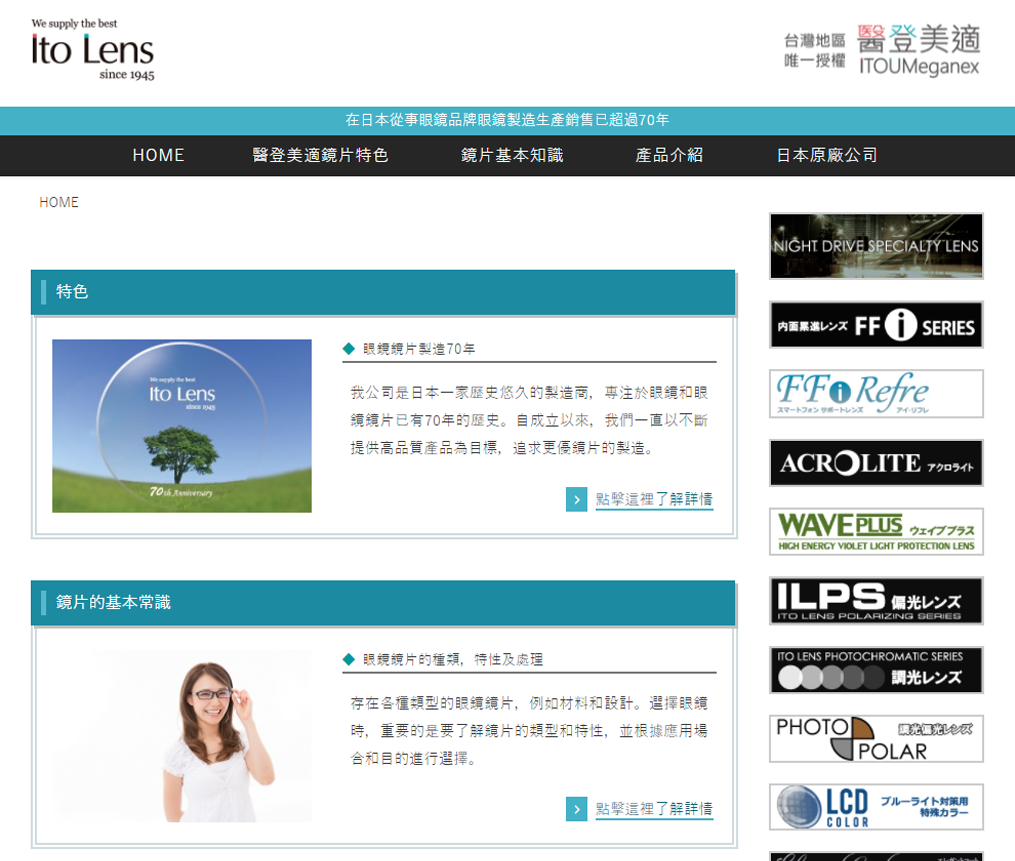 We supply the best
Ito Lens
since 1945
台灣地區
唯一授權
醫登美適
ITOUMeganex
在日本從事眼鏡品牌眼鏡製造生產銷售已超過70年
HOME
醫登美適鏡片特色
鏡片基本知識
產品介紹
日本原廠公司
HOME
特色
We supply the best
Ito Lens
since 1945
70th Anniversary
眼鏡鏡片製造70年
我公司是日本一家歷史悠久的製造商，專注於眼鏡和眼
鏡鏡片已有70年的歷史。自成立以來，我們一直以不斷
提供高品質產品為目標，追求更優鏡片的製造。
點擊這裡了解詳情
鏡片的基本常識
眼鏡鏡片的種類，特性及處理
存在各種類型的眼鏡鏡片，例如材料和設計。選擇眼鏡
時，重要的是要了解鏡片的類型和特性，並根據應用場
合和目的進行選擇。
點擊這裡了解詳情
NIGHT DRIVE SPECIALTY LENS
内面累進レンズ FF i SERIES
FFi Refre
スマートフォン サポートレンズ アイ・リフレ
ACROLITE アクロライト
WAVE PLUS ウェイブプラス
HIGH ENERGY VIOLET LIGHT PROTECTION LENS
ILPS 偏光レンズ
ITO LENS POLARIZING SERIES
ITO LENS PHOTOCHROMATIC SERIES
調光レンズ
PHOTO 調光偏光レンズ
POLAR
LCD ブルーライト対策用
COLOR 特殊カラー